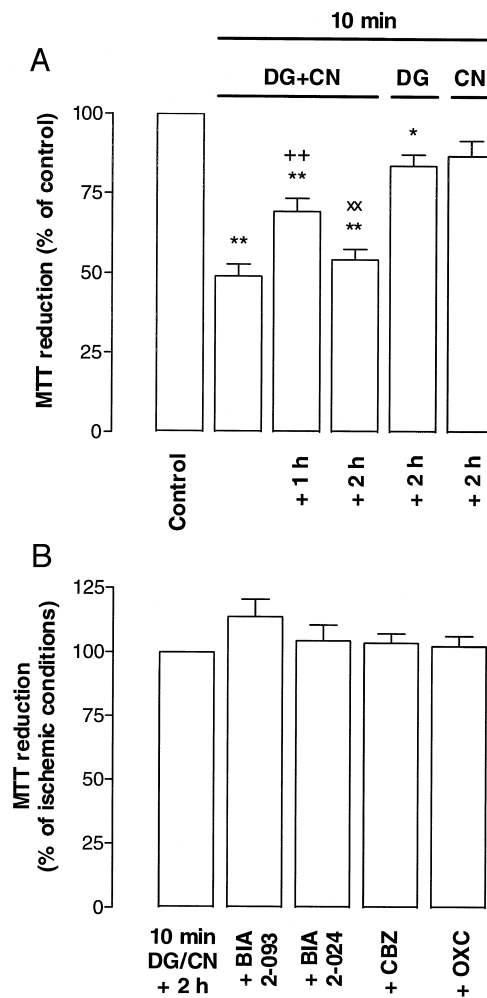 10 min
A
DG+CN DG CN
MTT reduction (% of control)
100
75
50
25
0
**
++
**
xx
**
*
Control
+ 1 h
+ 2 h
+ 2 h
+ 2 h
B
MTT reduction
(% of ischemic conditions)
125
100
75
50
25
0
10 min
DG/CN
+ 2 h
+ BIA
2-093
+ BIA
2-024
+ CBZ
+ OXC